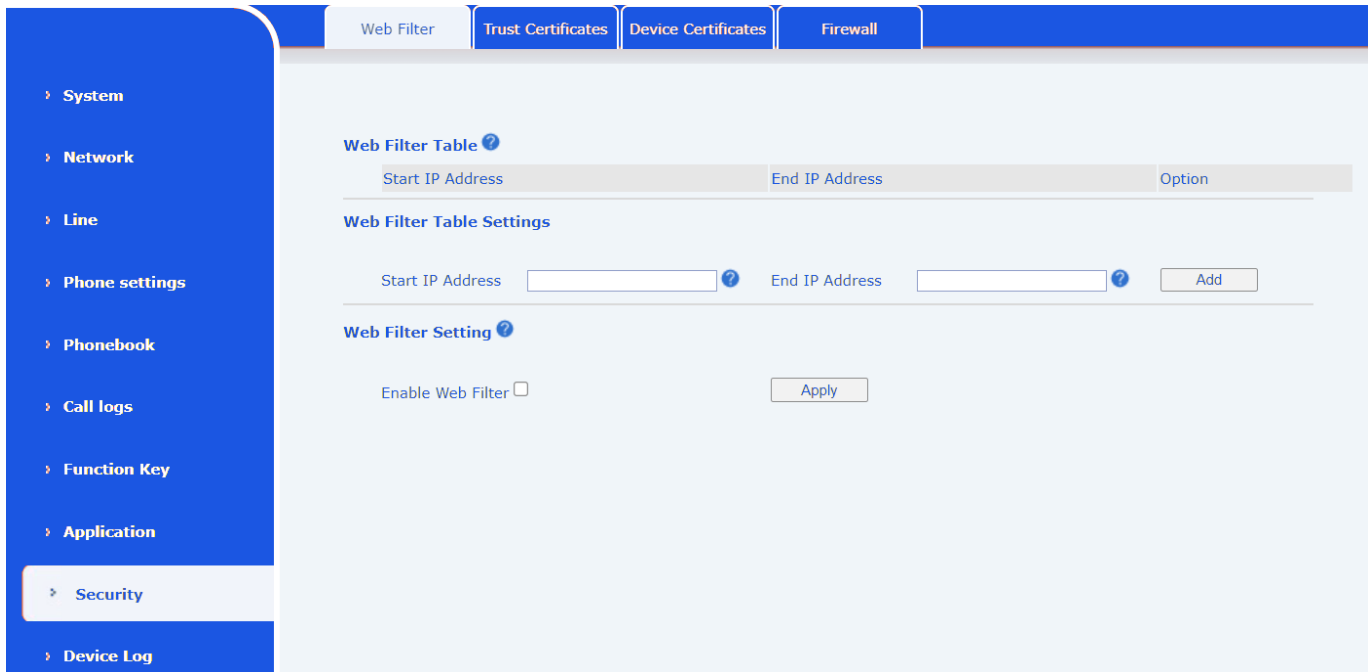 Web Filter
Trust Certificates
Device Certificates
Firewall
System
Network
Line
Phone settings
Phonebook
Call logs
Function Key
Application
Security
Device Log
Web Filter Table ?
Start IP Address End IP Address Option
Web Filter Table Settings
Start IP Address ? End IP Address ? Add
Web Filter Setting ?
Enable Web Filter Apply